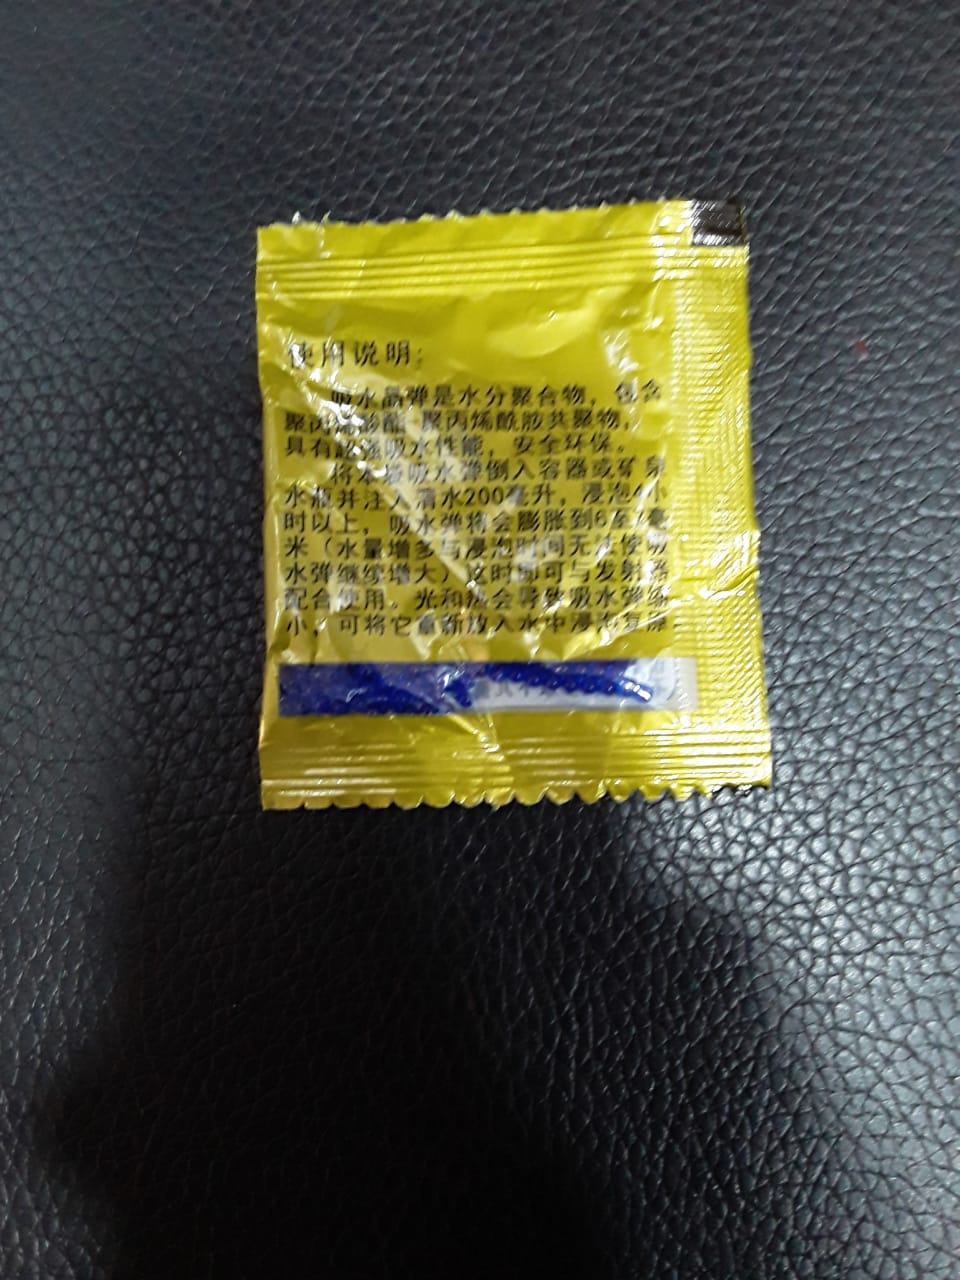 使用说明：
吸水晶弹是水分聚合物，包含
聚丙烯酸酯 聚丙烯酰胺共聚物，
具有超强吸水性能，安全环保。
将本袋吸水弹倒入容器或矿泉
水瓶并注入清水200毫升，浸泡4小
时以上，吸水弹将会膨胀到6至7毫
米（水量增多与浸泡时间无法使吸
水弹继续增大）这时即可与发射器
配合使用。光和热会导致吸水弹缩
小，可将它重新放入水中浸泡复原